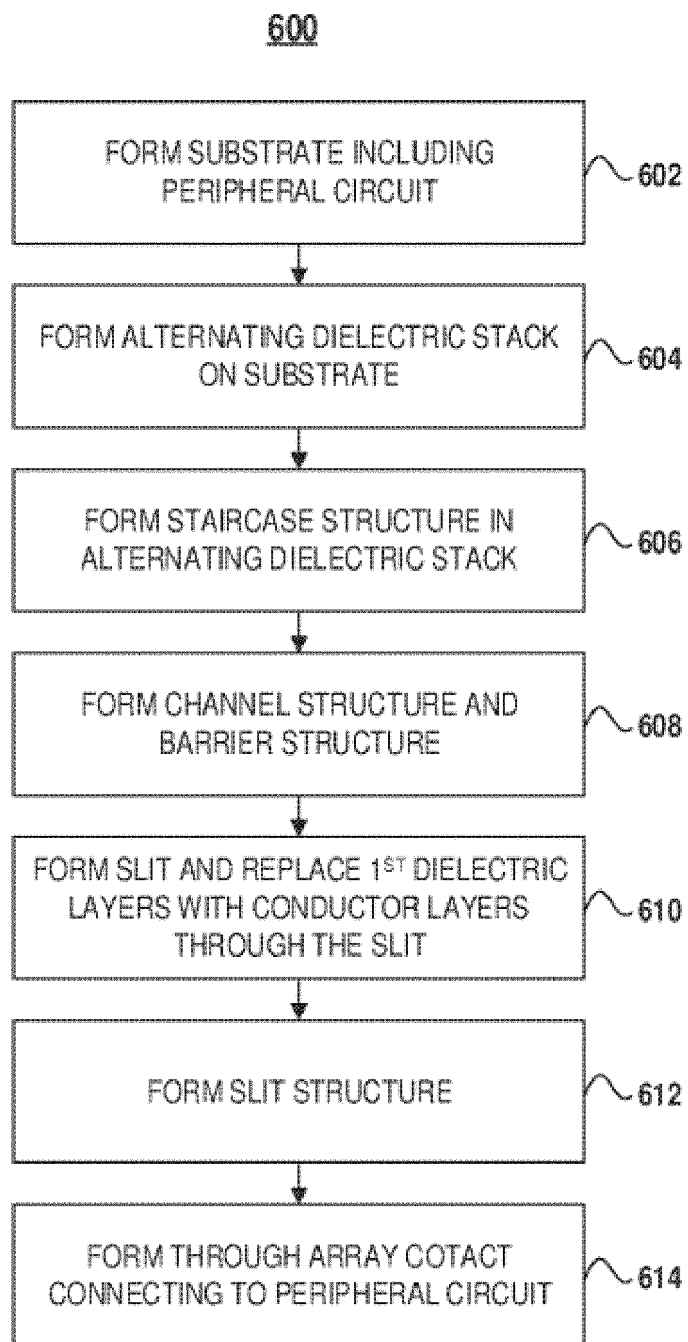 600
FORM SUBSTRATE INCLUDING
PERIPHERAL CIRCUIT
602
FORM ALTERNATING DIELECTRIC STACK
ON SUBSTRATE
604
FORM STAIRCASE STRUCTURE IN
ALTERNATING DIELECTRIC STACK
606
FORM CHANNEL STRUCTURE AND
BARRIER STRUCTURE
608
FORM SLIT AND REPLACE 1ST DIELECTRIC
LAYERS WITH CONDUCTOR LAYERS
THROUGH THE SLIT
610
FORM SLIT STRUCTURE
612
FORM THROUGH ARRAY COTACT
CONNECTING TO PERIPHERAL CIRCUIT
614